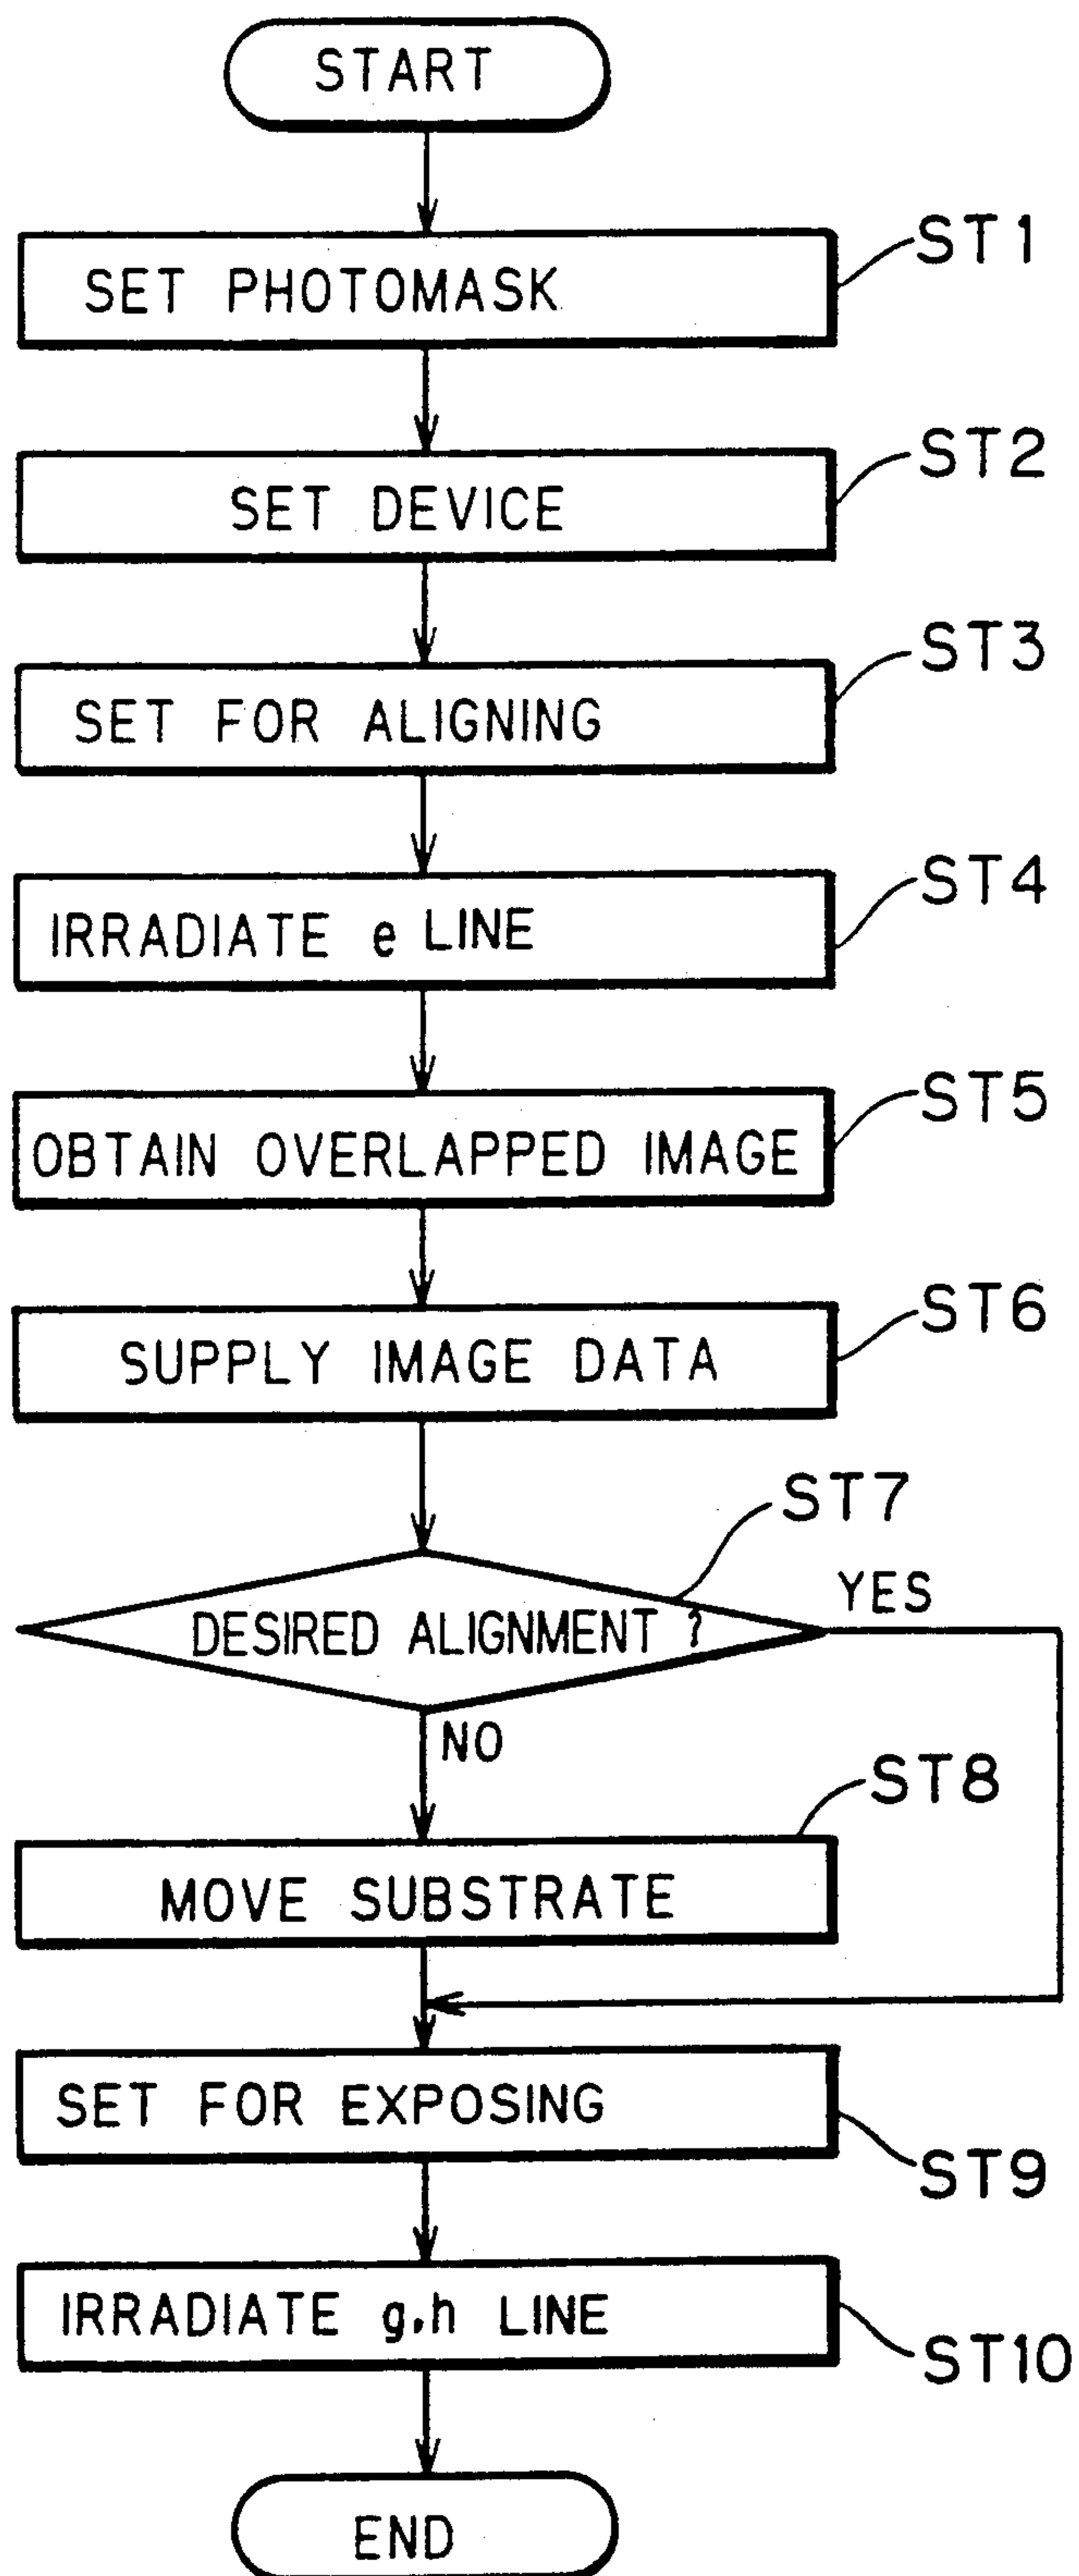 START
SET PHOTOMASK
ST1
SET DEVICE
ST2
SET FOR ALIGNING
ST3
IRRADIATE e LINE
ST4
OBTAIN OVERLAPPED IMAGE
ST5
SUPPLY IMAGE DATA
ST6
ST7
DESIRED ALIGNMENT ?
YES
NO
ST8
MOVE SUBSTRATE
SET FOR EXPOSING
ST9
IRRADIATE g.h LINE
ST10
END